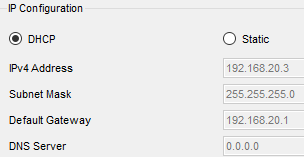 IP Configuration
DHCP Static
IPv4 Address 192.168.20.3
Subnet Mask 255.255.255.0
Default Gateway 192.168.20.1
DNS Server 0.0.0.0